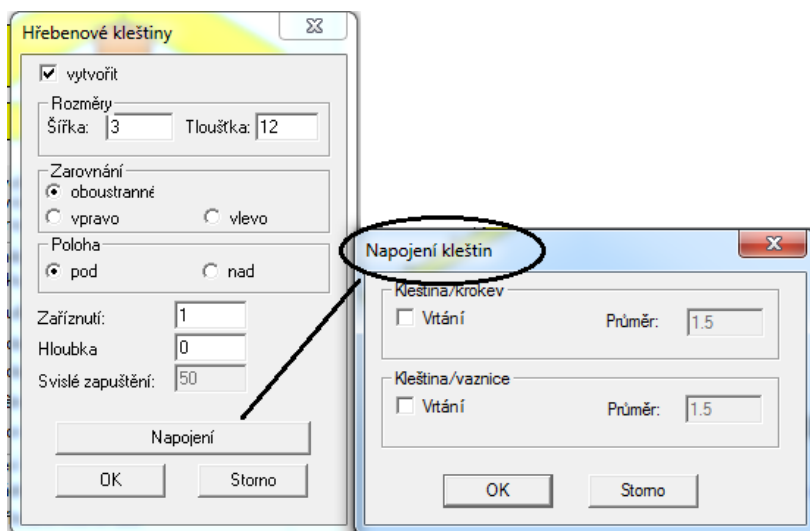 Hřebenové kleštiny
vytvořit
Rozměry
Šířka: 3 Tloušťka: 12
Zarovnání
oboustranné
vpravo vlevo
Poloha
pod nad
Zaříznutí: 1
Hloubka 0
Svislé zapuštění: 50
Napojení
OK Storno
Napojení kleštin
Kleština/krokev
Vrtání Průměr: 1.5
Kleština/vaznice
Vrtání Průměr: 1.5
OK Storno